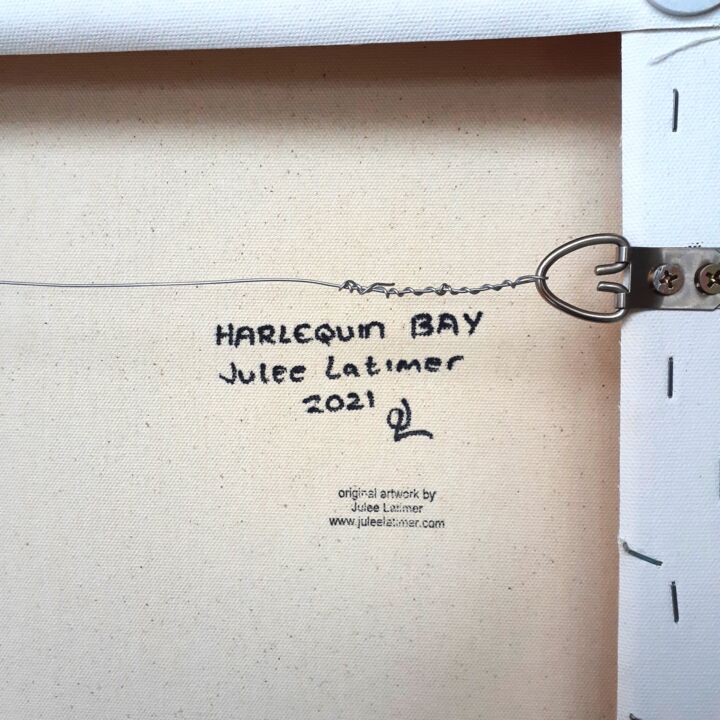 HARLEQUIN BAY
Julee Latimer
2021
original artwork by
Julee Latimer
www.juleelatimer.com